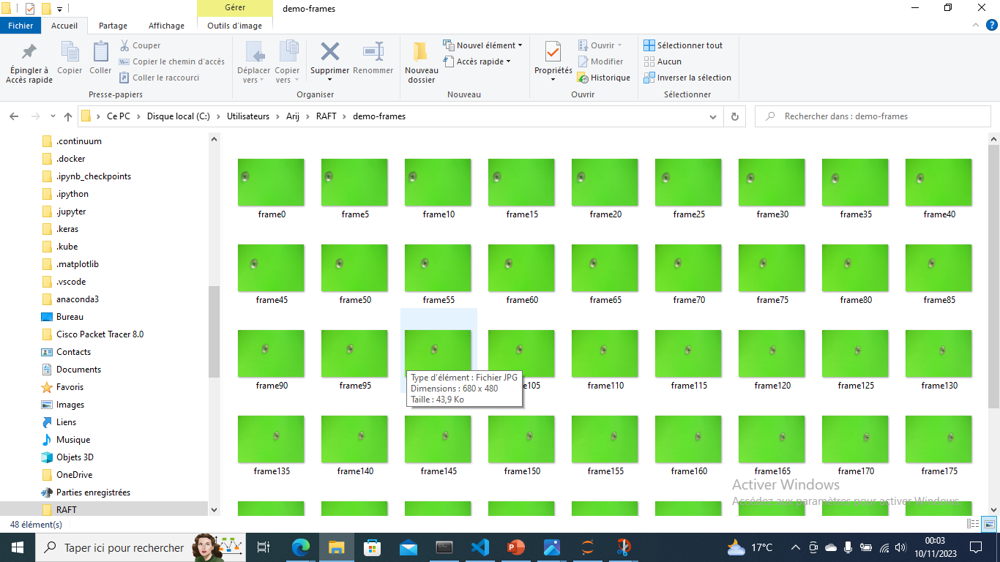 Gérer
demo-frames
Fichier
Accueil
Partage
Affichage
Outils d'image
Épingler à Accès rapide
Copier
Coller
Couper
Copier le chemin d'accès
Coller le raccourci
Presse-papiers
Déplacer vers
Copier vers
Supprimer
Renommer
Organiser
Nouveau dossier
Nouvel élément
Accès rapide
Nouveau
Propriétés
Ouvrir
Modifier
Historique
Ouvrir
Sélectionner tout
Aucun
Inverser la sélection
Sélectionner
Ce PC > Disque local (C:) > Utilisateurs > Arij > RAFT > demo-frames
Rechercher dans : demo-frames
.continuum
.docker
.ipynb_checkpoints
.ipython
.jupyter
.keras
.kube
.matplotlib
.vscode
anaconda3
Bureau
Cisco Packet Tracer 8.0
Contacts
Documents
Favoris
Images
Liens
Musique
Objets 3D
OneDrive
Parties enregistrées
RAFT
frame0 frame5 frame10 frame15 frame20 frame25 frame30 frame35 frame40
frame45 frame50 frame55 frame60 frame65 frame70 frame75 frame80 frame85
frame90 frame95 105 frame110 frame115 frame120 frame125 frame130
Type d'élément : Fichier JPG
Dimensions : 680 x 480
Taille : 43,9 Ko
frame135 frame140 frame145 frame150 frame155 frame160 frame165 frame170 frame175
Activer Windows
Accédez aux paramètres pour activer Windows.
48 élément(s)
Taper ici pour rechercher
17°C
00:03
10/11/2023